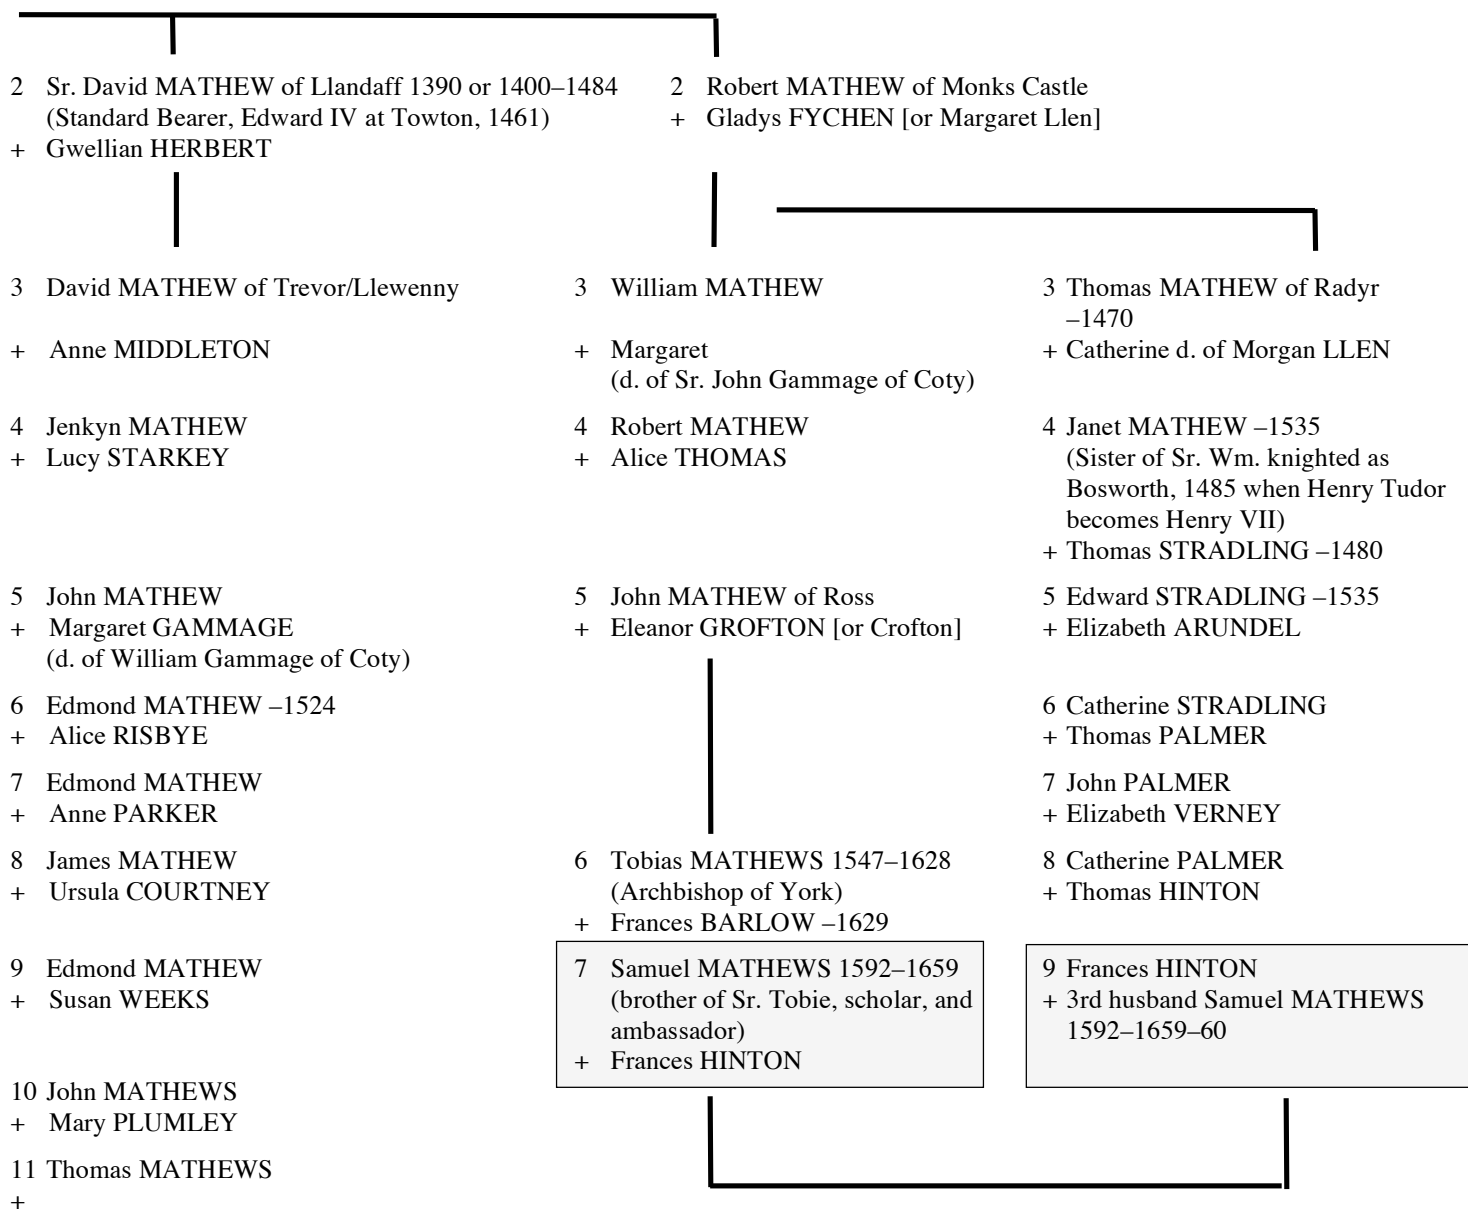 2 Sr. David MATHEW of Llandaff 1390 or 1400–1484
(Standard Bearer, Edward IV at Towton, 1461)
+ Gwellian HERBERT
2 Robert MATHEW of Monks Castle
+ Gladys FYCHEN [or Margaret Llen]
3 David MATHEW of Trevor/Llewenny
+ Anne MIDDLETON
4 Jenkyn MATHEW
+ Lucy STARKEY
5 John MATHEW
+ Margaret GAMMAGE
(d. of William Gammage of Coty)
6 Edmond MATHEW –1524
+ Alice RISBYE
7 Edmond MATHEW
+ Anne PARKER
8 James MATHEW
+ Ursula COURTNEY
9 Edmond MATHEW
+ Susan WEEKS
10 John MATHEWS
+ Mary PLUMLEY
11 Thomas MATHEWS
+
3 William MATHEW
+ Margaret
(d. of Sr. John Gammage of Coty)
4 Robert MATHEW
+ Alice THOMAS
5 John MATHEW of Ross
+ Eleanor GROFTON [or Crofton]
6 Tobias MATHEWS 1547–1628
(Archbishop of York)
+ Frances BARLOW –1629
7 Samuel MATHEWS 1592–1659
(brother of Sr. Tobie, scholar, and
ambassador)
+ Frances HINTON
3 Thomas MATHEW of Radyr
–1470
+ Catherine d. of Morgan LLEN
4 Janet MATHEW –1535
(Sister of Sr. Wm. knighted as
Bosworth, 1485 when Henry Tudor
becomes Henry VII)
+ Thomas STRADLING –1480
5 Edward STRADLING –1535
+ Elizabeth ARUNDEL
6 Catherine STRADLING
+ Thomas PALMER
7 John PALMER
+ Elizabeth VERNEY
8 Catherine PALMER
+ Thomas HINTON
9 Frances HINTON
+ 3rd husband Samuel MATHEWS
1592–1659–60